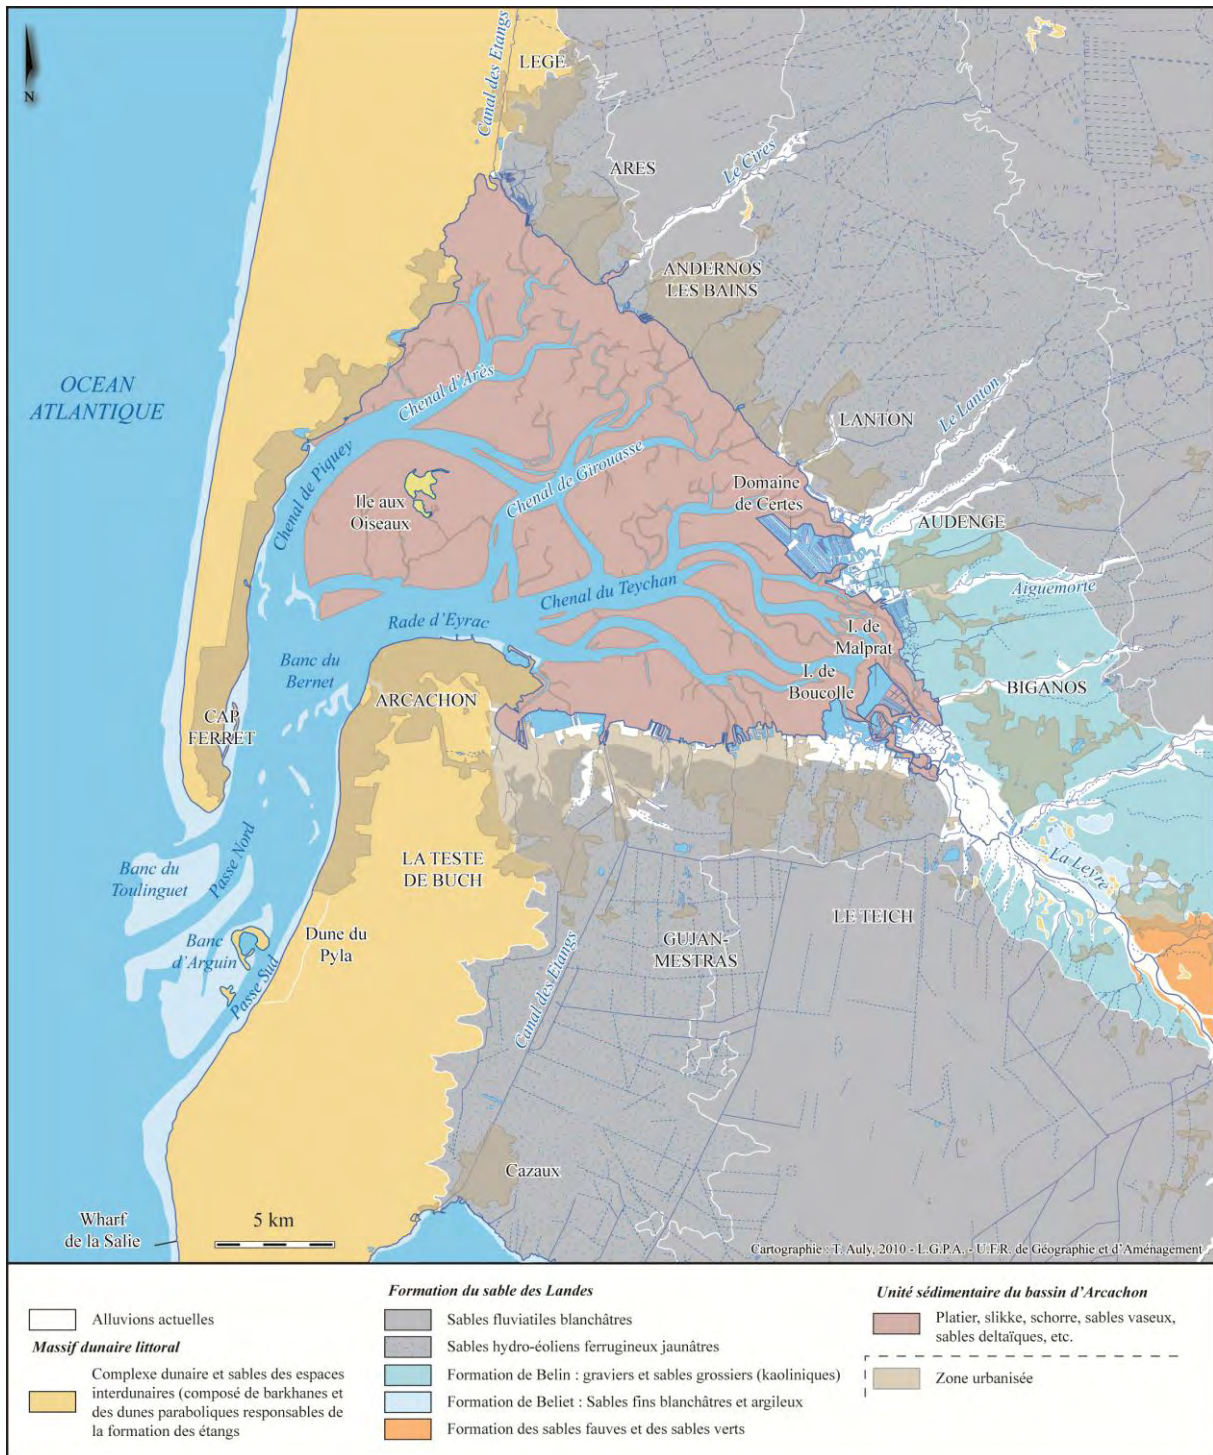 N
Canal des Etangs
LEGE
Le Cirès
ARES
ANDERNOS
LES BAINS
OCEAN
ATLANTIQUE
Chenal d'Arès
Le Lanton
LANTON
Chenal de Piquey
Chenal de Girouasse
Ile aux
Oiseaux
Domaine
de Certes
AUDENGE
Chenal du Teychan
Aiguemorte
Rade d'Eyrac
I. de
Malprat
Banc du
Bernet
I. de
Boucolle
ARCACHON
BIGANOS
CAP
FERRET
Passe Nord
Banc du
Toulinguet
LA TESTE
DE BUCH
La Leyre
LE TEICH
Banc
d'Arguin
Dune du
Pyla
GUJAN-
MESTRAS
Passe Sud
Canal des Etangs
Cazaux
Wharf
de la Salie
5 km
Cartographie : T. Auly, 2010 - L.G.P.A. - U.F.R. de Géographie et d'Aménagement
Alluvions actuelles
Massif dunaire littoral
Complexe dunaire et sables des espaces
interdunaires (composé de barkhanes et
des dunes paraboliques responsables de
la formation des étangs
Formation du sable des Landes
Sables fluviatiles blanchâtres
Sables hydro-éoliens ferrugineux jaunâtres
Formation de Belin : graviers et sables grossiers (kaoliniques)
Formation de Beliet : Sables fins blanchâtres et argileux
Formation des sables fauves et des sables verts
Unité sédimentaire du bassin d'Arcachon
Platier, slikke, schorre, sables vaseux,
sables deltaïques, etc.
Zone urbanisée